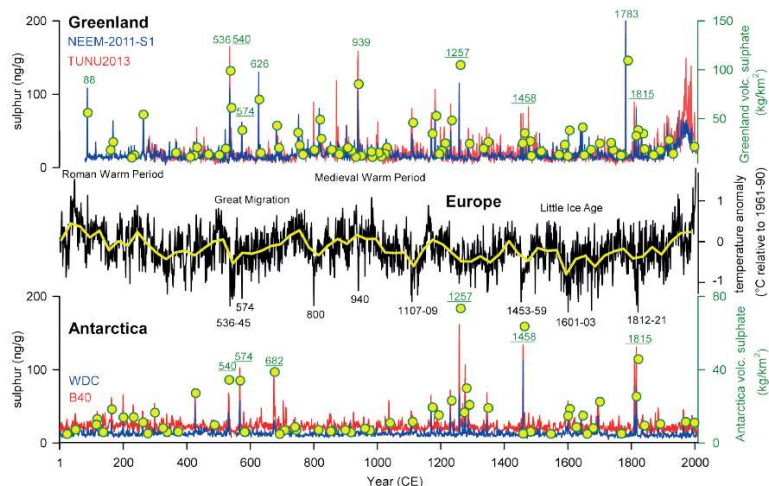 Greenland
NEEM-2011-S1
TUNU2013
88
536 540
574
626
939
1257
1458
1783
1815
200
100
0
sulphur (ng/g)
150
100
50
0
Greenland volc. sulphate
(kg/km²)
Roman Warm Period
Medieval Warm Period
Great Migration
Europe
Little Ice Age
1
0
-1
temperature anomaly
(°C relative to 1961-90)
536-45
574
800
940
1107-09
1257
1453-59
1601-03
1812-21
Antarctica
WDC
B40
540
574
682
1458
1815
200
100
0
sulphur (ng/g)
80
40
0
Antarctica volc. sulphate
(kg/km²)
1 200 400 600 800 1000 1200 1400 1600 1800 2000
Year (CE)